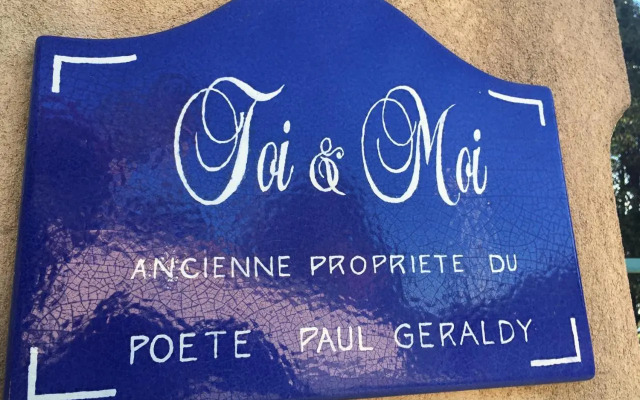 Toi & Moi
ANCIENNE PROPRIETE DU
POETE PAUL GERALDY